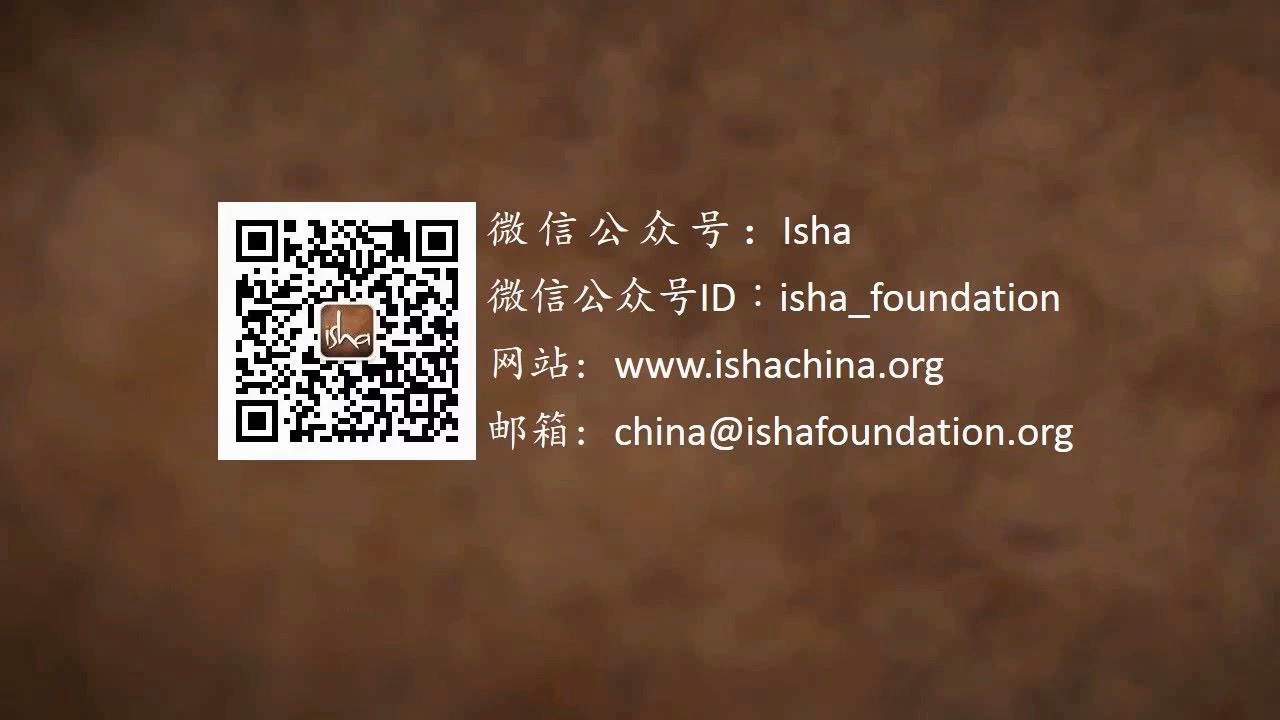 isha
微信公众号：Isha
微信公众号ID：isha_foundation
网站：www.ishachina.org
邮箱：china@ishafoundation.org